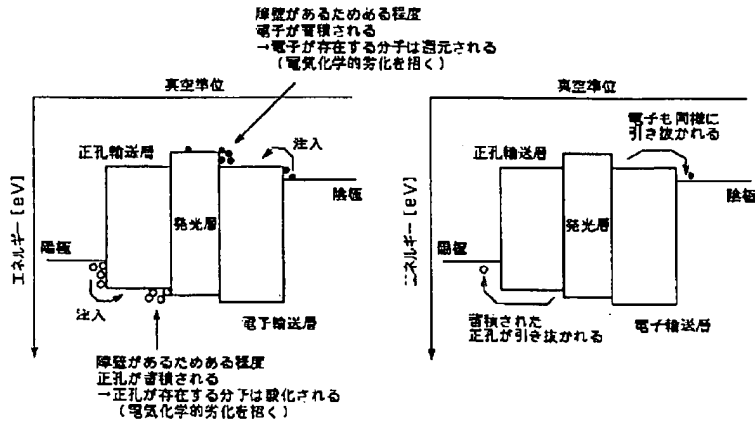 障壁があるためある程度
電子が蓄積される
→電子が存在する分子は還元される
（電気化学的劣化を招く）
真空準位
正孔輸送層
注入
陰極
発光層
陽極
注入
電子輸送層
エネルギー［eV］
障壁があるためある程度
正孔が蓄積される
→正孔が存在する分子は酸化される
（電気化学的劣化を招く）
真空準位
電子も同様に
引き抜かれる
正孔輸送層
陰極
発光層
陽極
蓄積された
正孔が引き抜かれる
電子輸送層
エネルギー［eV］